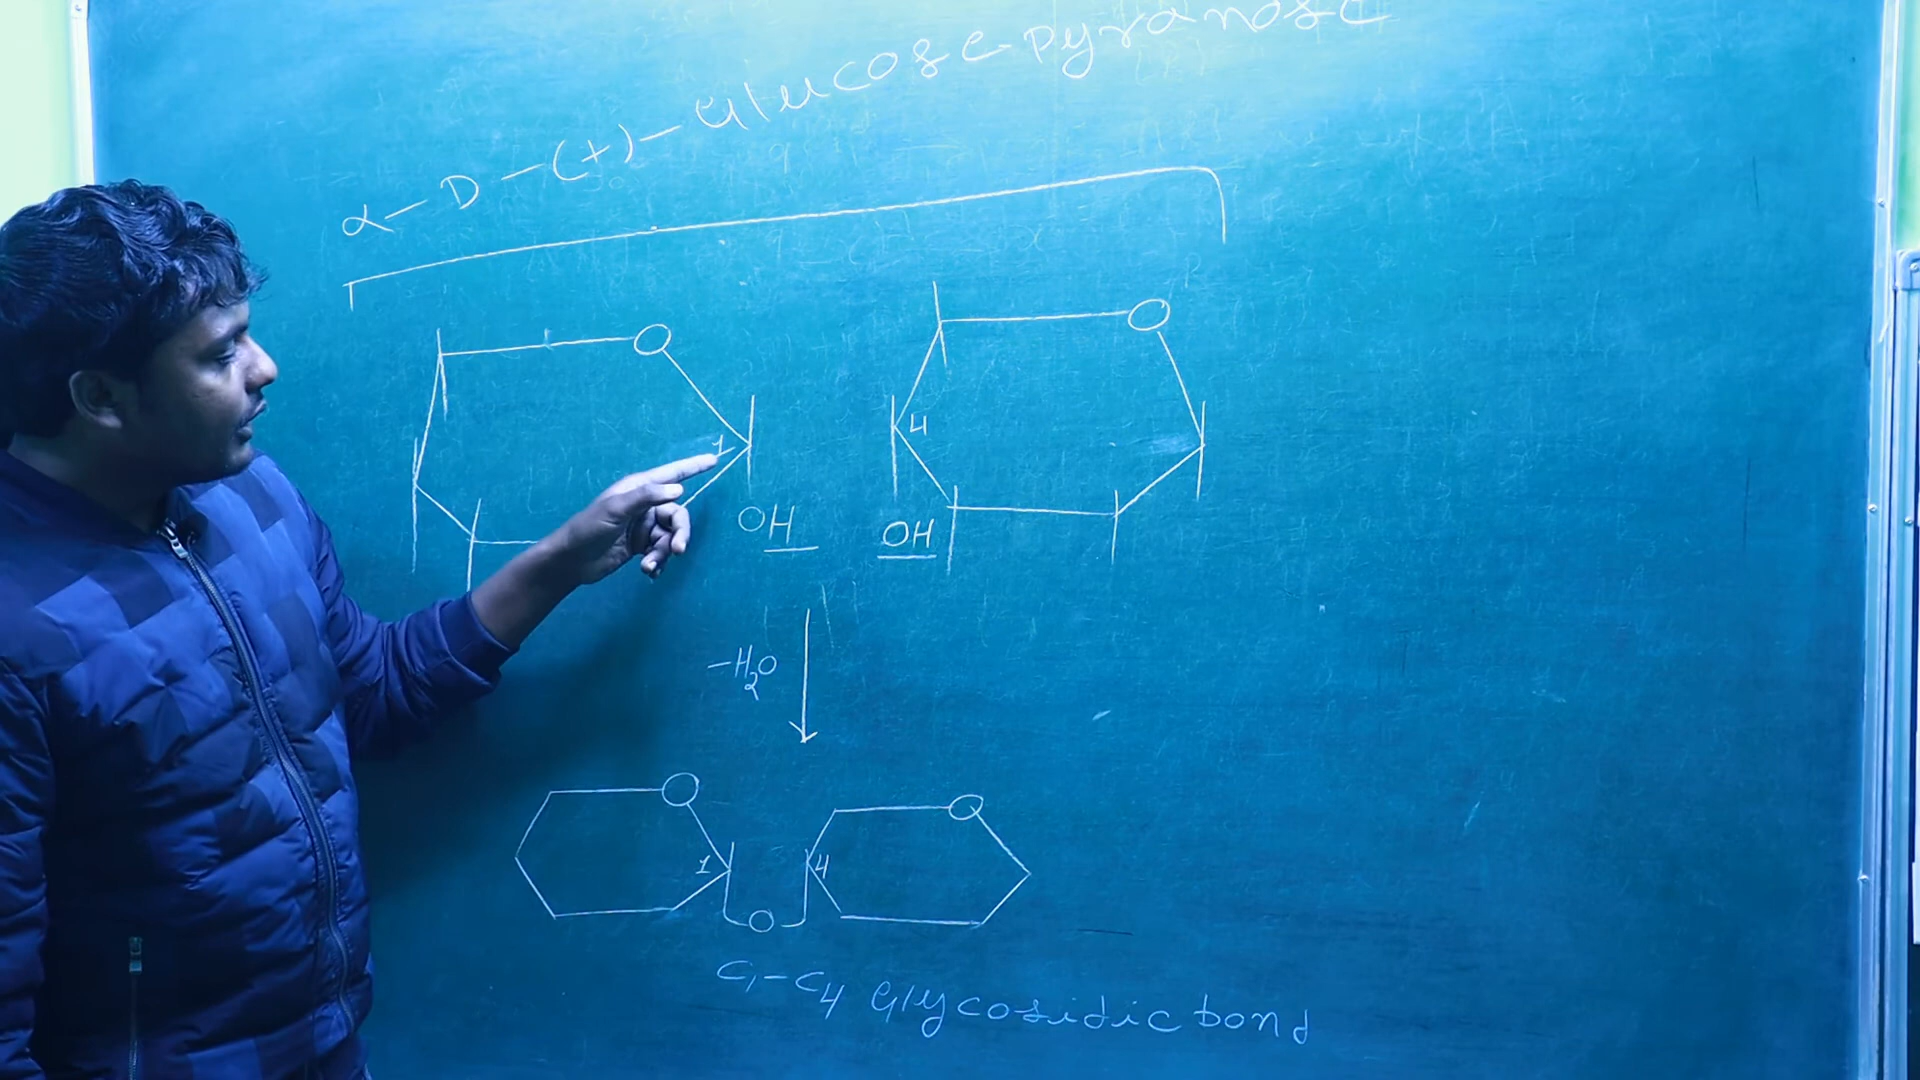 α-D-(+)-Glucose-pyranose
O
O
1
4
OH
OH
-H₂O
O
O
1
4
O
C₁-C₄ Glycosidic bond